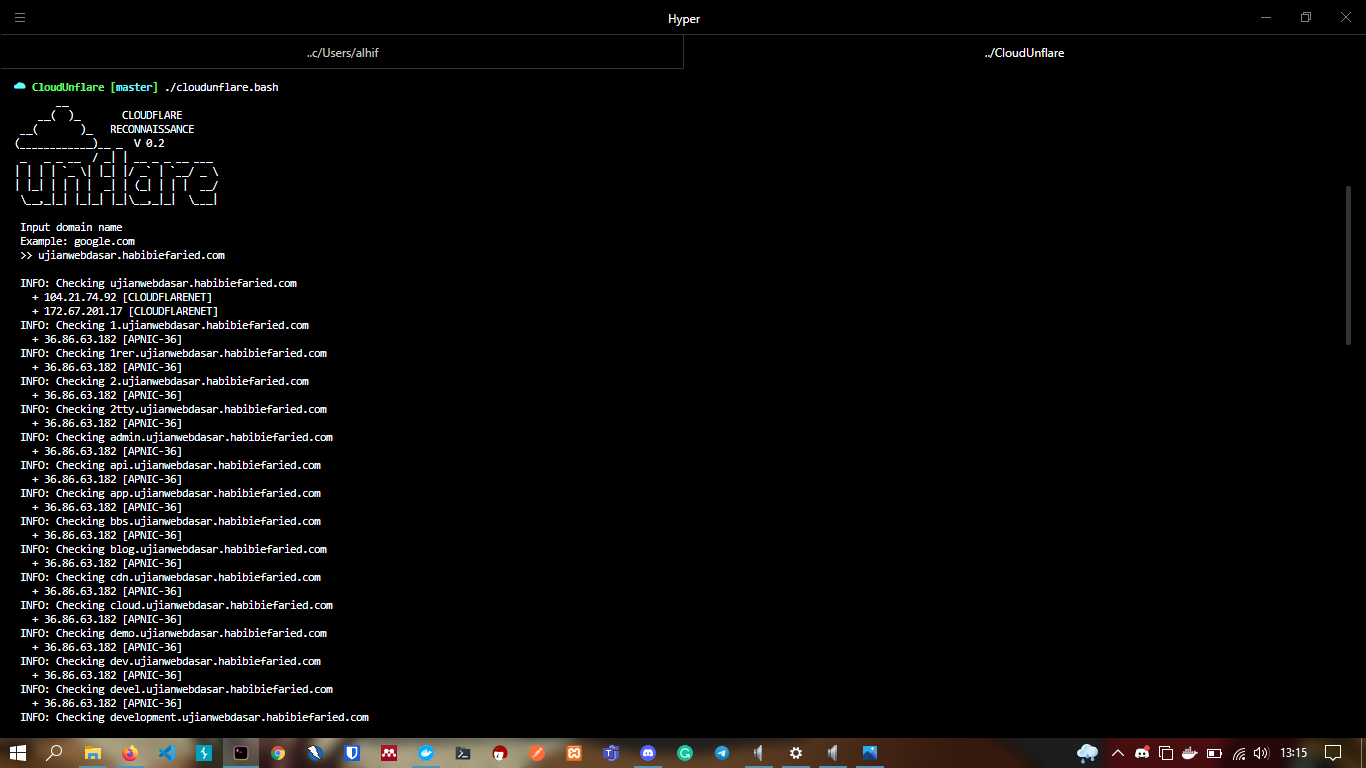 Hyper
..c/Users/alhif
../CloudUnflare
CloudUnflare [master] ./cloudunflare.bash
CLOUDFLARE
RECONNAISSANCE
V 0.2
unflare
Input domain name
Example: google.com
>> ujianwebdasar.habibiefaried.com
INFO: Checking ujianwebdasar.habibiefaried.com
+ 104.21.74.92 [CLOUDFLARENET]
+ 172.67.201.17 [CLOUDFLARENET]
INFO: Checking 1.ujianwebdasar.habibiefaried.com
+ 36.86.63.182 [APNIC-36]
INFO: Checking 1rer.ujianwebdasar.habibiefaried.com
+ 36.86.63.182 [APNIC-36]
INFO: Checking 2.ujianwebdasar.habibiefaried.com
+ 36.86.63.182 [APNIC-36]
INFO: Checking 2tty.ujianwebdasar.habibiefaried.com
+ 36.86.63.182 [APNIC-36]
INFO: Checking admin.ujianwebdasar.habibiefaried.com
+ 36.86.63.182 [APNIC-36]
INFO: Checking api.ujianwebdasar.habibiefaried.com
+ 36.86.63.182 [APNIC-36]
INFO: Checking app.ujianwebdasar.habibiefaried.com
+ 36.86.63.182 [APNIC-36]
INFO: Checking bbs.ujianwebdasar.habibiefaried.com
+ 36.86.63.182 [APNIC-36]
INFO: Checking blog.ujianwebdasar.habibiefaried.com
+ 36.86.63.182 [APNIC-36]
INFO: Checking cdn.ujianwebdasar.habibiefaried.com
+ 36.86.63.182 [APNIC-36]
INFO: Checking cloud.ujianwebdasar.habibiefaried.com
+ 36.86.63.182 [APNIC-36]
INFO: Checking demo.ujianwebdasar.habibiefaried.com
+ 36.86.63.182 [APNIC-36]
INFO: Checking dev.ujianwebdasar.habibiefaried.com
+ 36.86.63.182 [APNIC-36]
INFO: Checking devel.ujianwebdasar.habibiefaried.com
+ 36.86.63.182 [APNIC-36]
INFO: Checking development.ujianwebdasar.habibiefaried.com
13:15